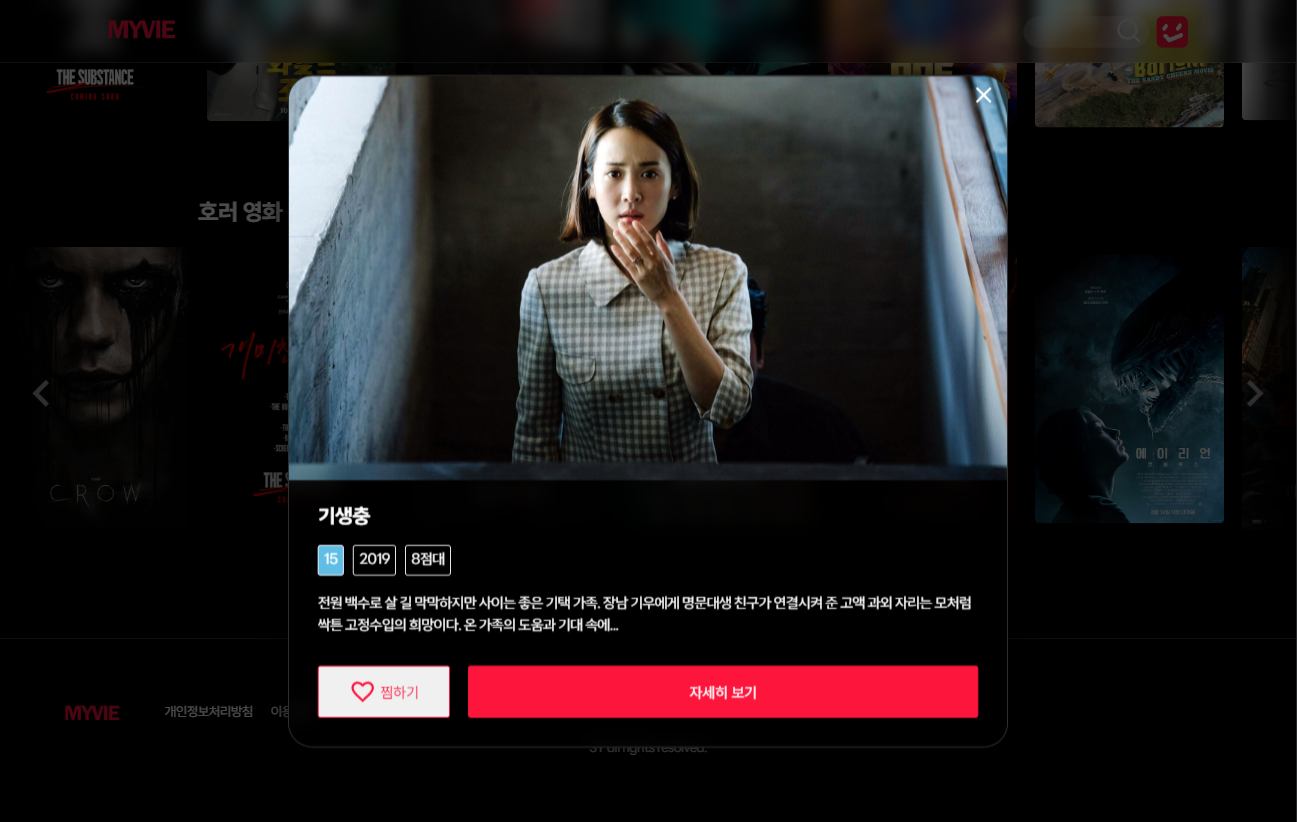 MYVIE
THE SUBSTANCE
COMING SOON
THE HANDY CHEEKS MOVIE
호러 영화
CROW
에이리언
기생충
15 2019 8점대
전원 백수로 살 길 막막하지만 사이는 좋은 기택 가족. 장남 기우에게 명문대생 친구가 연결시켜 준 고액 과외 자리는 모처럼
싹튼 고정수입의 희망이다. 온 가족의 도움과 기대 속에...
찜하기 자세히 보기
MYVIE 개인정보처리방침
all rights resolved.